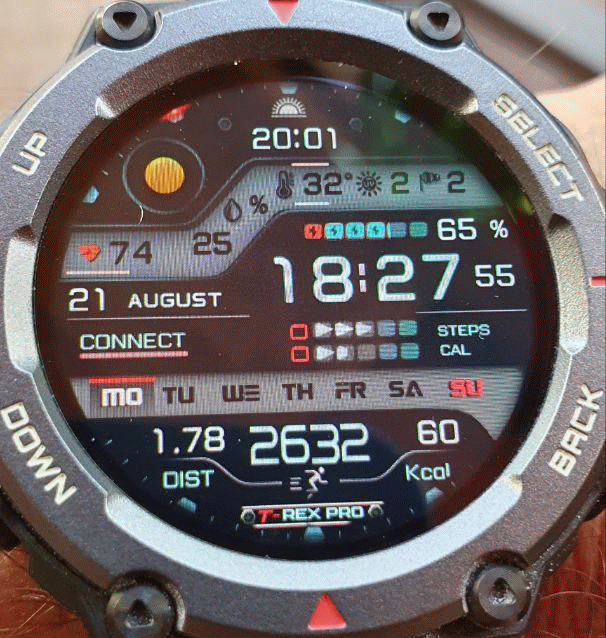 UP
SELECT
20:01
32° 2 2
%
74 25
65 %
18:27 55
21 AUGUST
CONNECT
STEPS
CAL
MO TU WE TH FR SA SU
1.78 2632 60
DIST Kcal
T-REX PRO
DOWN
BACK